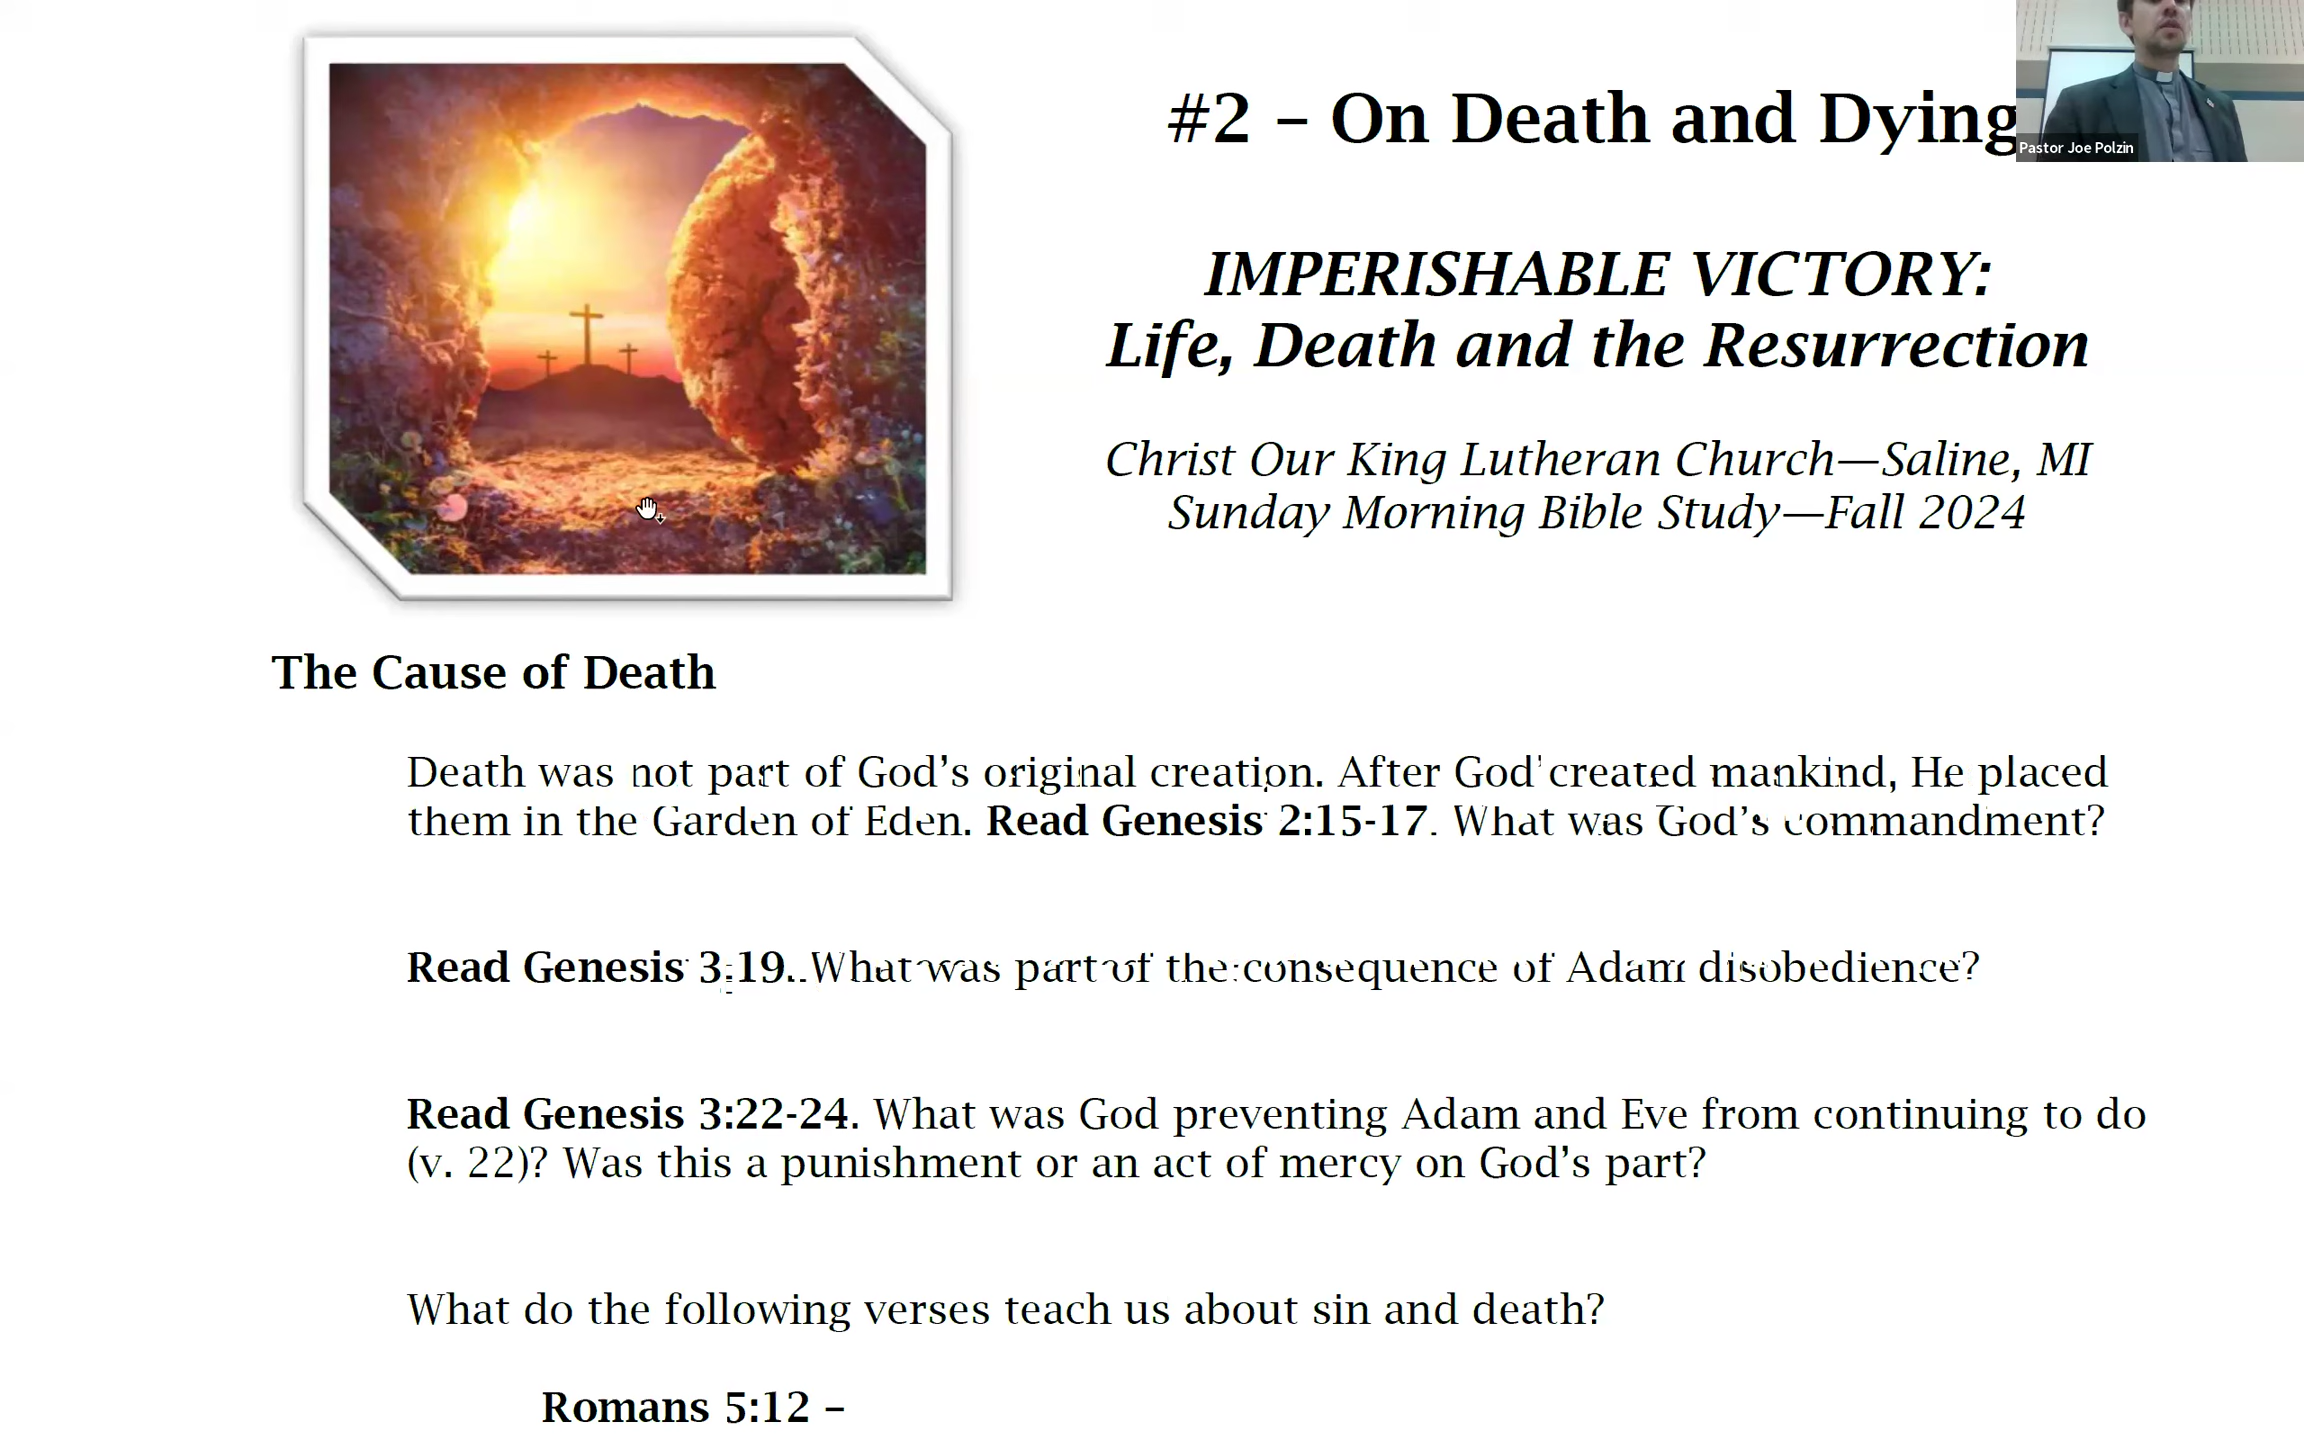 #2 – On Death and Dying
Pastor Joe Polzin
IMPERISHABLE VICTORY:
Life, Death and the Resurrection
Christ Our King Lutheran Church—Saline, MI
Sunday Morning Bible Study—Fall 2024
The Cause of Death
Death was not part of God’s original creation. After God created mankind, He placed
them in the Garden of Eden. Read Genesis 2:15-17. What was God’s commandment?
Read Genesis 3:19. What was part of the consequence of Adam disobedience?
Read Genesis 3:22-24. What was God preventing Adam and Eve from continuing to do
(v. 22)? Was this a punishment or an act of mercy on God’s part?
What do the following verses teach us about sin and death?
Romans 5:12 –